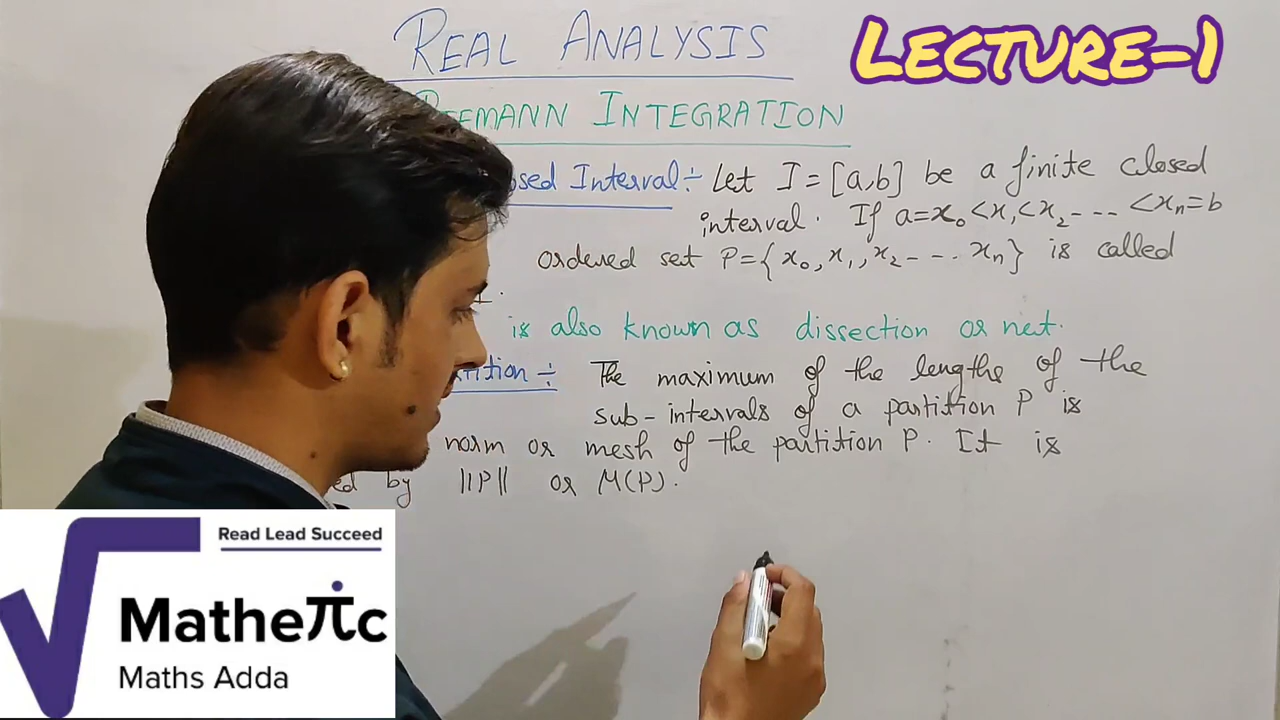 REAL ANALYSIS
LECTURE-1
RIEMANN INTEGRATION
osed Interval:- Let I = [a,b] be a finite closed
interval. If a=x₀<x₁<x₂---- <xₙ=b
ordered set P={x₀,x₁,x₂--.. xₙ} is called
I.
is also known as dissection or net.
tition :- The maximum of the lengths of the
sub-intervals of a partition P is
norm or mesh of the partition P. It is
ed by ||P|| or M(P).
Read Lead Succeed
Matheπic
Maths Adda